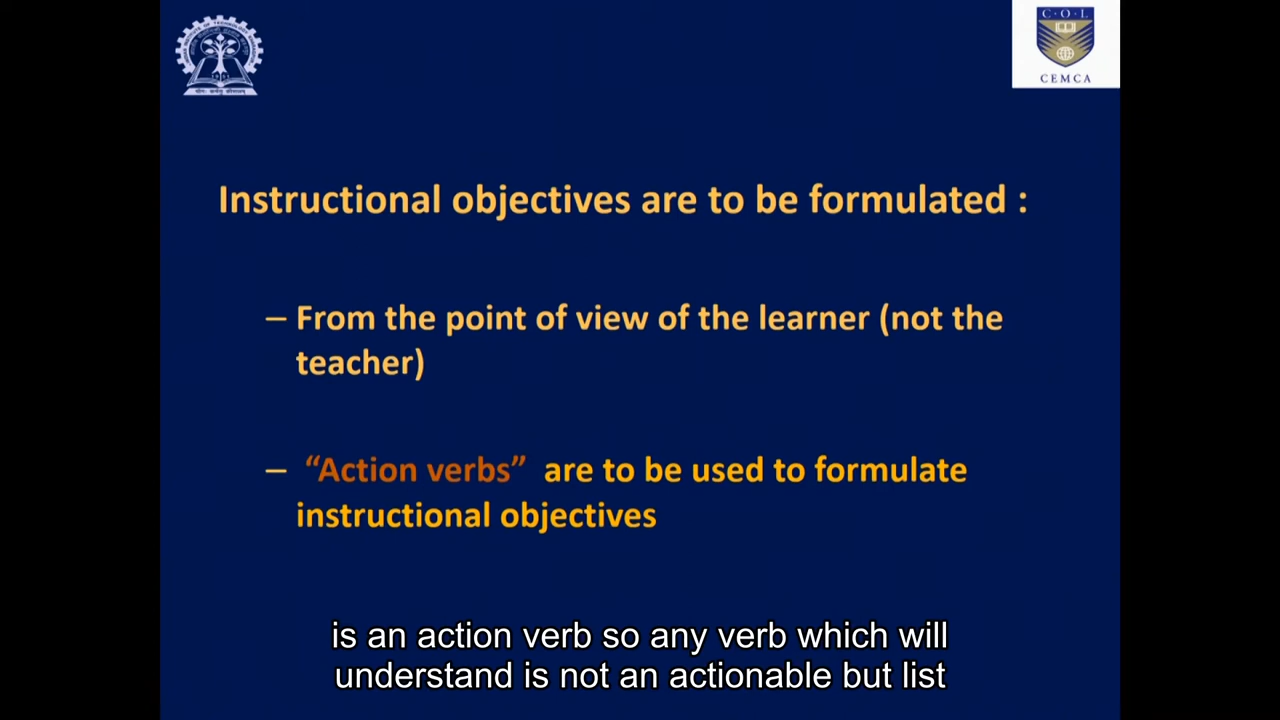 C·O·L
CEMCA
Instructional objectives are to be formulated :
– From the point of view of the learner (not the
teacher)
– “Action verbs” are to be used to formulate
instructional objectives
is an action verb so any verb which will
understand is not an actionable but list